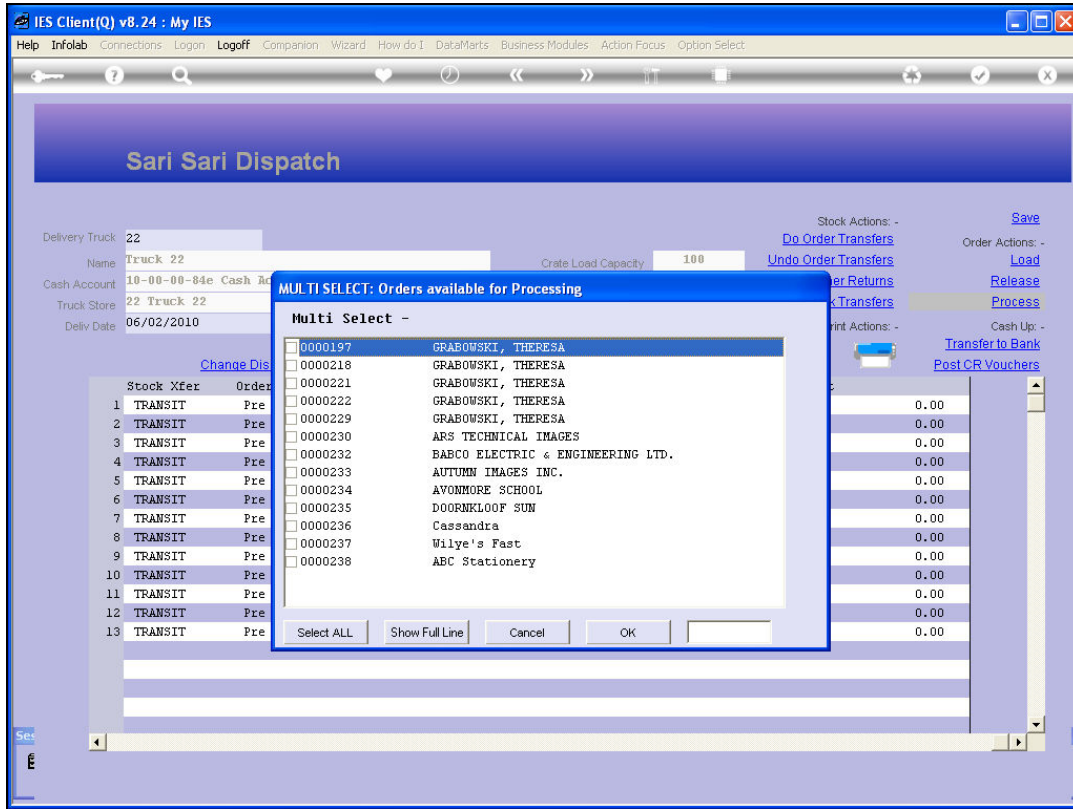 IES Client(Q) v8.24 : My IES
Help Infolab Connections Logon Logoff Companion Wizard How do I DataMarts Business Modules Action Focus Option Select
Sari Sari Dispatch
Stock Actions: - Save
Delivery Truck 22 Do Order Transfers Order Actions: -
Name Truck 22 Crate Load Capacity 100 Undo Order Transfers Load
Cash Account 10-00-00-84e Cash Ac er Returns Release
Truck Store 22 Truck 22 k Transfers Process
Deliv Date 06/02/2010 rint Actions: - Cash Up: -
Transfer to Bank
Change Dis Post CR Vouchers
MULTI SELECT: Orders available for Processing
Multi Select -
0000197 GRABOWSKI, THERESA
0000218 GRABOWSKI, THERESA
0000221 GRABOWSKI, THERESA
0000222 GRABOWSKI, THERESA
0000229 GRABOWSKI, THERESA
0000230 ARS TECHNICAL IMAGES
0000232 BABCO ELECTRIC & ENGINEERING LTD.
0000233 AUTUMN IMAGES INC.
0000234 AVONMORE SCHOOL
0000235 DOORNKLOOF SUN
0000236 Cassandra
0000237 Wilye's Fast
0000238 ABC Stationery
Select ALL Show Full Line Cancel OK
Stock Xfer Order
1 TRANSIT Pre 0.00
2 TRANSIT Pre 0.00
3 TRANSIT Pre 0.00
4 TRANSIT Pre 0.00
5 TRANSIT Pre 0.00
6 TRANSIT Pre 0.00
7 TRANSIT Pre 0.00
8 TRANSIT Pre 0.00
9 TRANSIT Pre 0.00
10 TRANSIT Pre 0.00
11 TRANSIT Pre 0.00
12 TRANSIT Pre 0.00
13 TRANSIT Pre 0.00
Ses